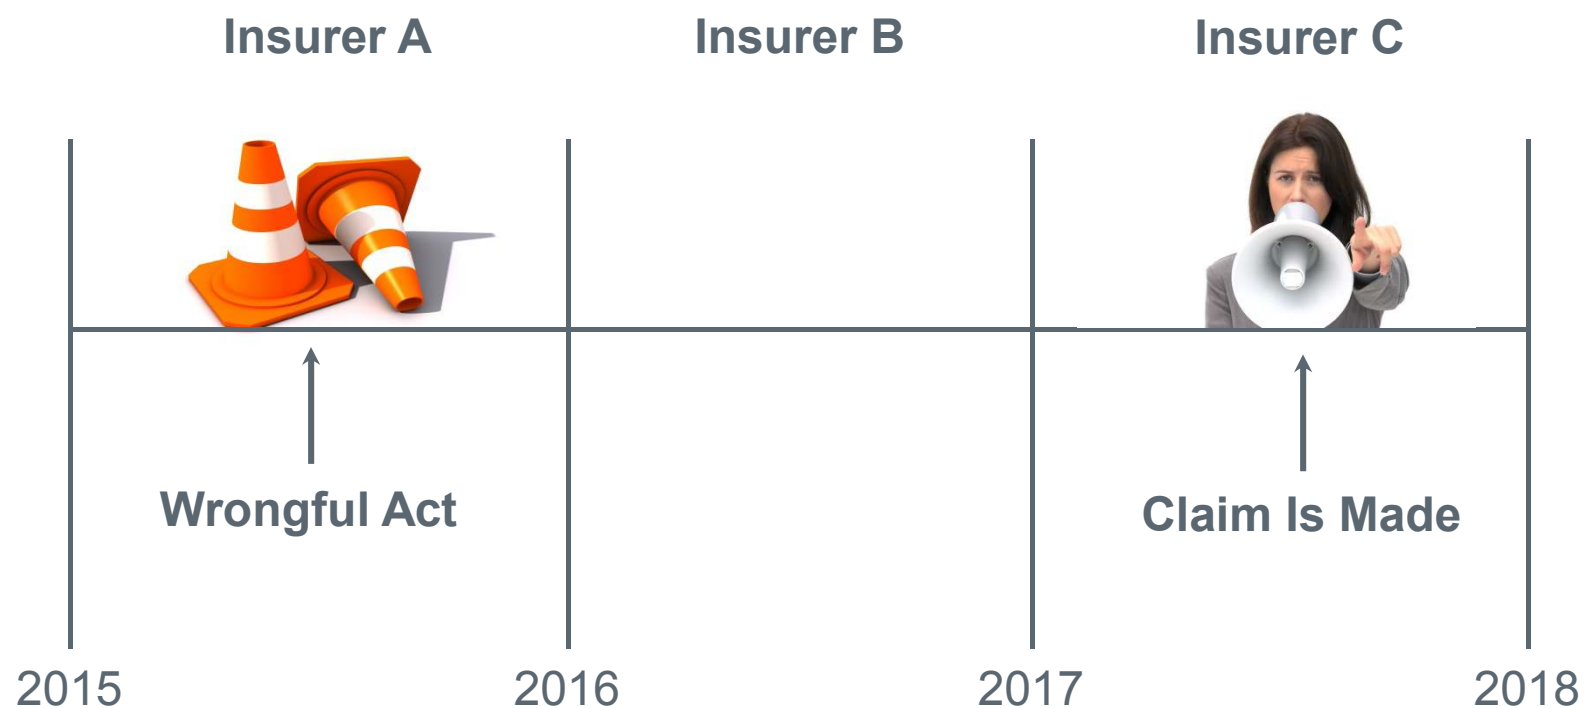 Insurer A
Insurer B
Insurer C
Wrongful Act
Claim Is Made
2015
2016
2017
2018